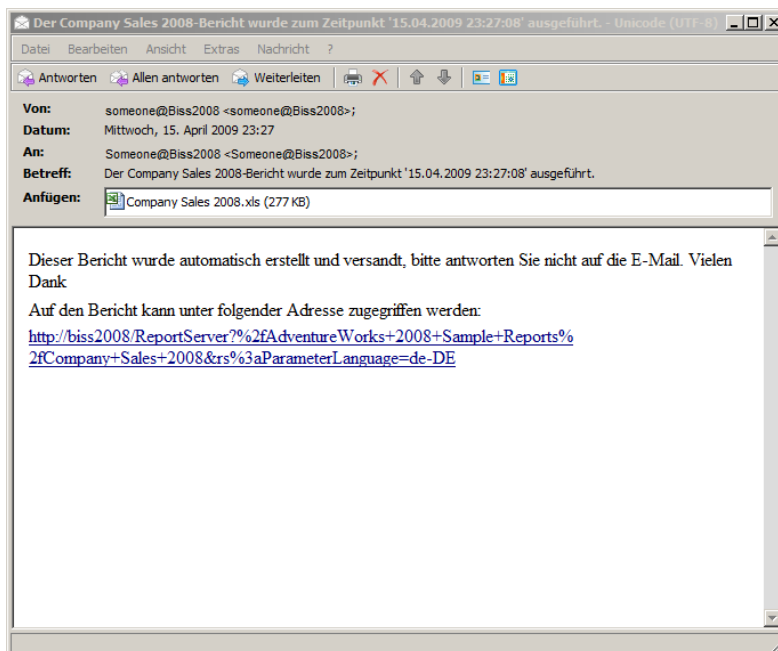 Der Company Sales 2008-Bericht wurde zum Zeitpunkt '15.04.2009 23:27:08' ausgeführt. - Unicode (UTF-8)
Datei Bearbeiten Ansicht Extras Nachricht ?
Antworten Allen antworten Weiterleiten
Von: someone@Biss2008 <someone@Biss2008>;
Datum: Mittwoch, 15. April 2009 23:27
An: Someone@Biss2008 <Someone@Biss2008>;
Betreff: Der Company Sales 2008-Bericht wurde zum Zeitpunkt '15.04.2009 23:27:08' ausgeführt.
Anfügen: Company Sales 2008.xls (277 KB)
Dieser Bericht wurde automatisch erstellt und versandt, bitte antworten Sie nicht auf die E-Mail. Vielen
Dank
Auf den Bericht kann unter folgender Adresse zugegriffen werden:
http://biss2008/ReportServer?%2fAdventureWorks+2008+Sample+Reports%
2fCompany+Sales+2008&rs%3aParameterLanguage=de-DE